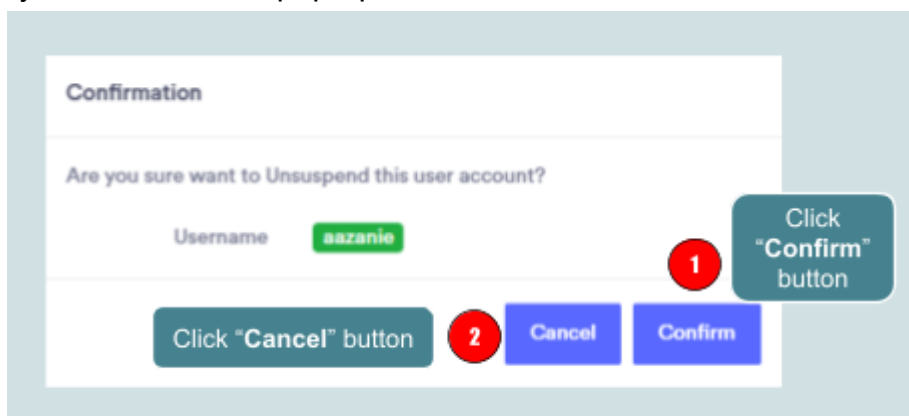 Confirmation
Are you sure want to Unsuspend this user account?
Username aazanie
1
Click
“Confirm”
button
Click “Cancel” button
2
Cancel
Confirm